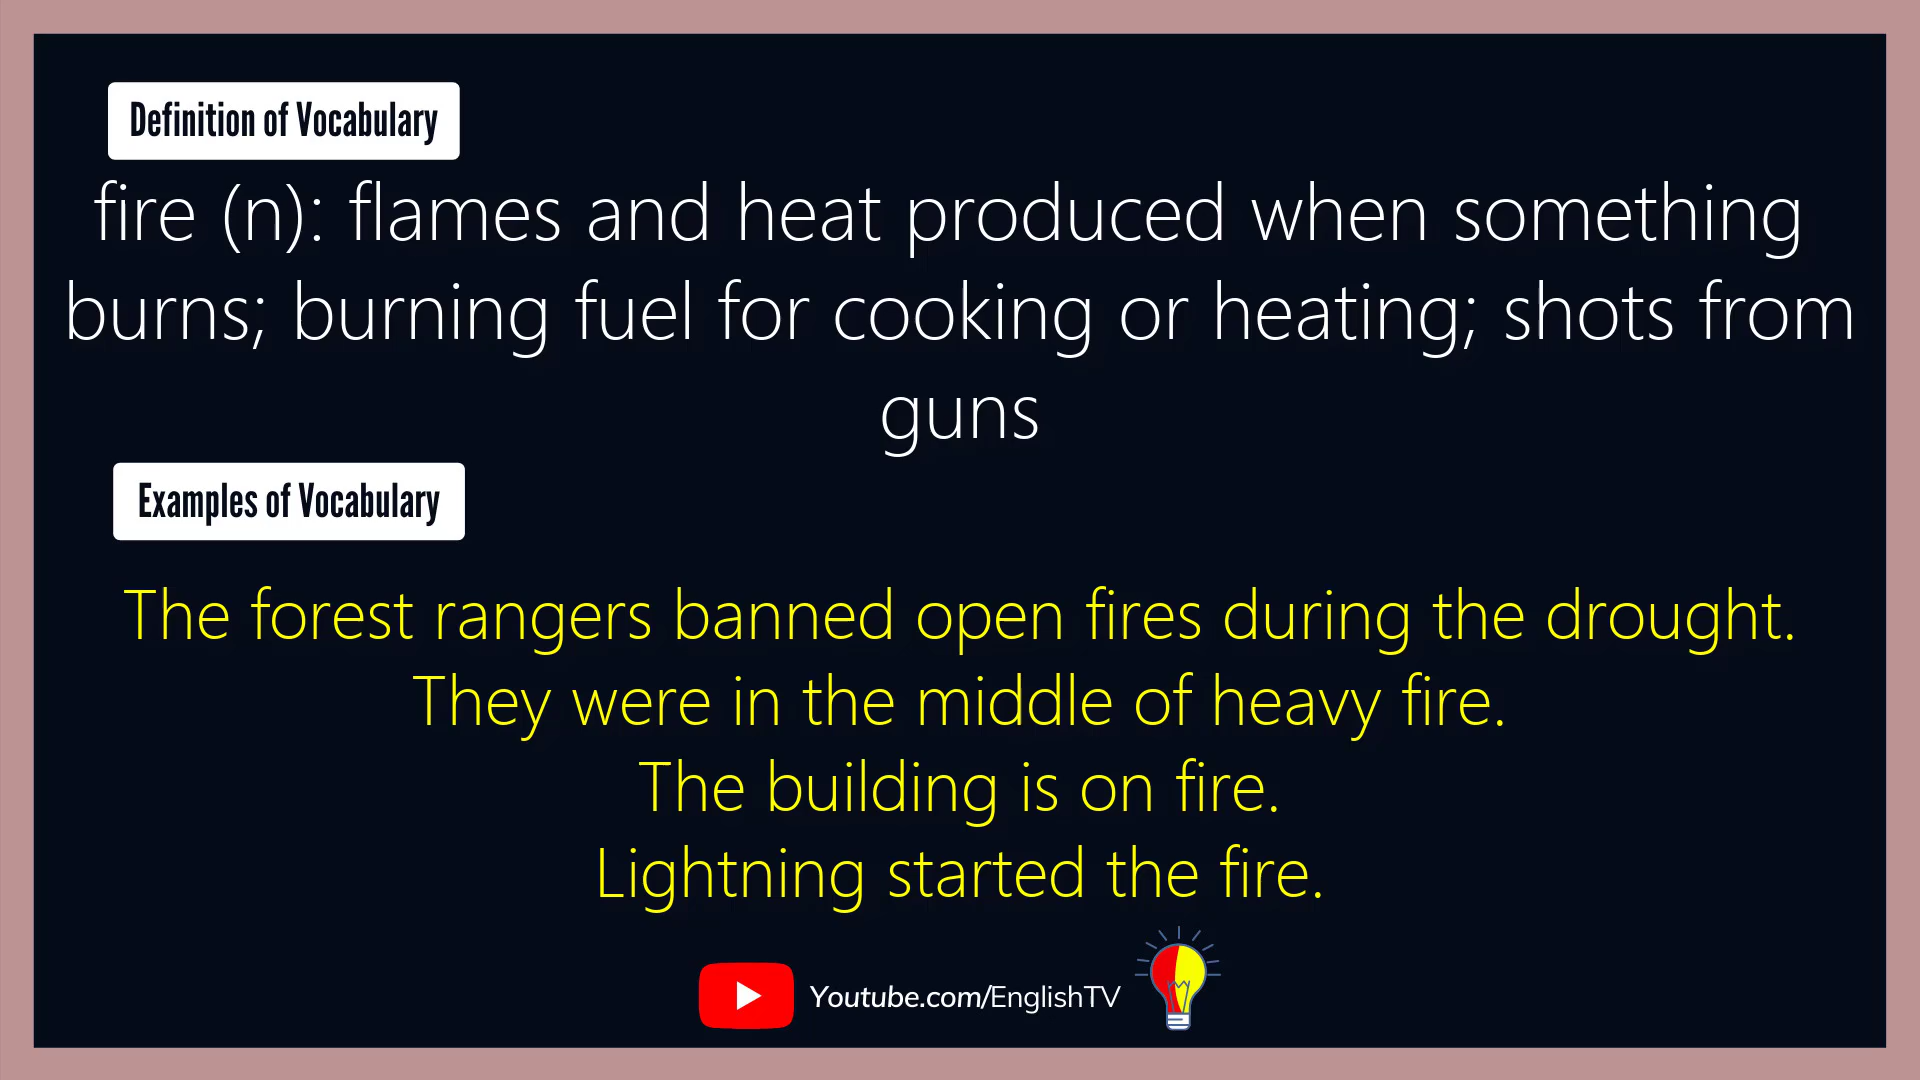 Definition of Vocabulary
fire (n): flames and heat produced when something
burns; burning fuel for cooking or heating; shots from
guns
Examples of Vocabulary
The forest rangers banned open fires during the drought.
They were in the middle of heavy fire.
The building is on fire.
Lightning started the fire.
Youtube.com/EnglishTV